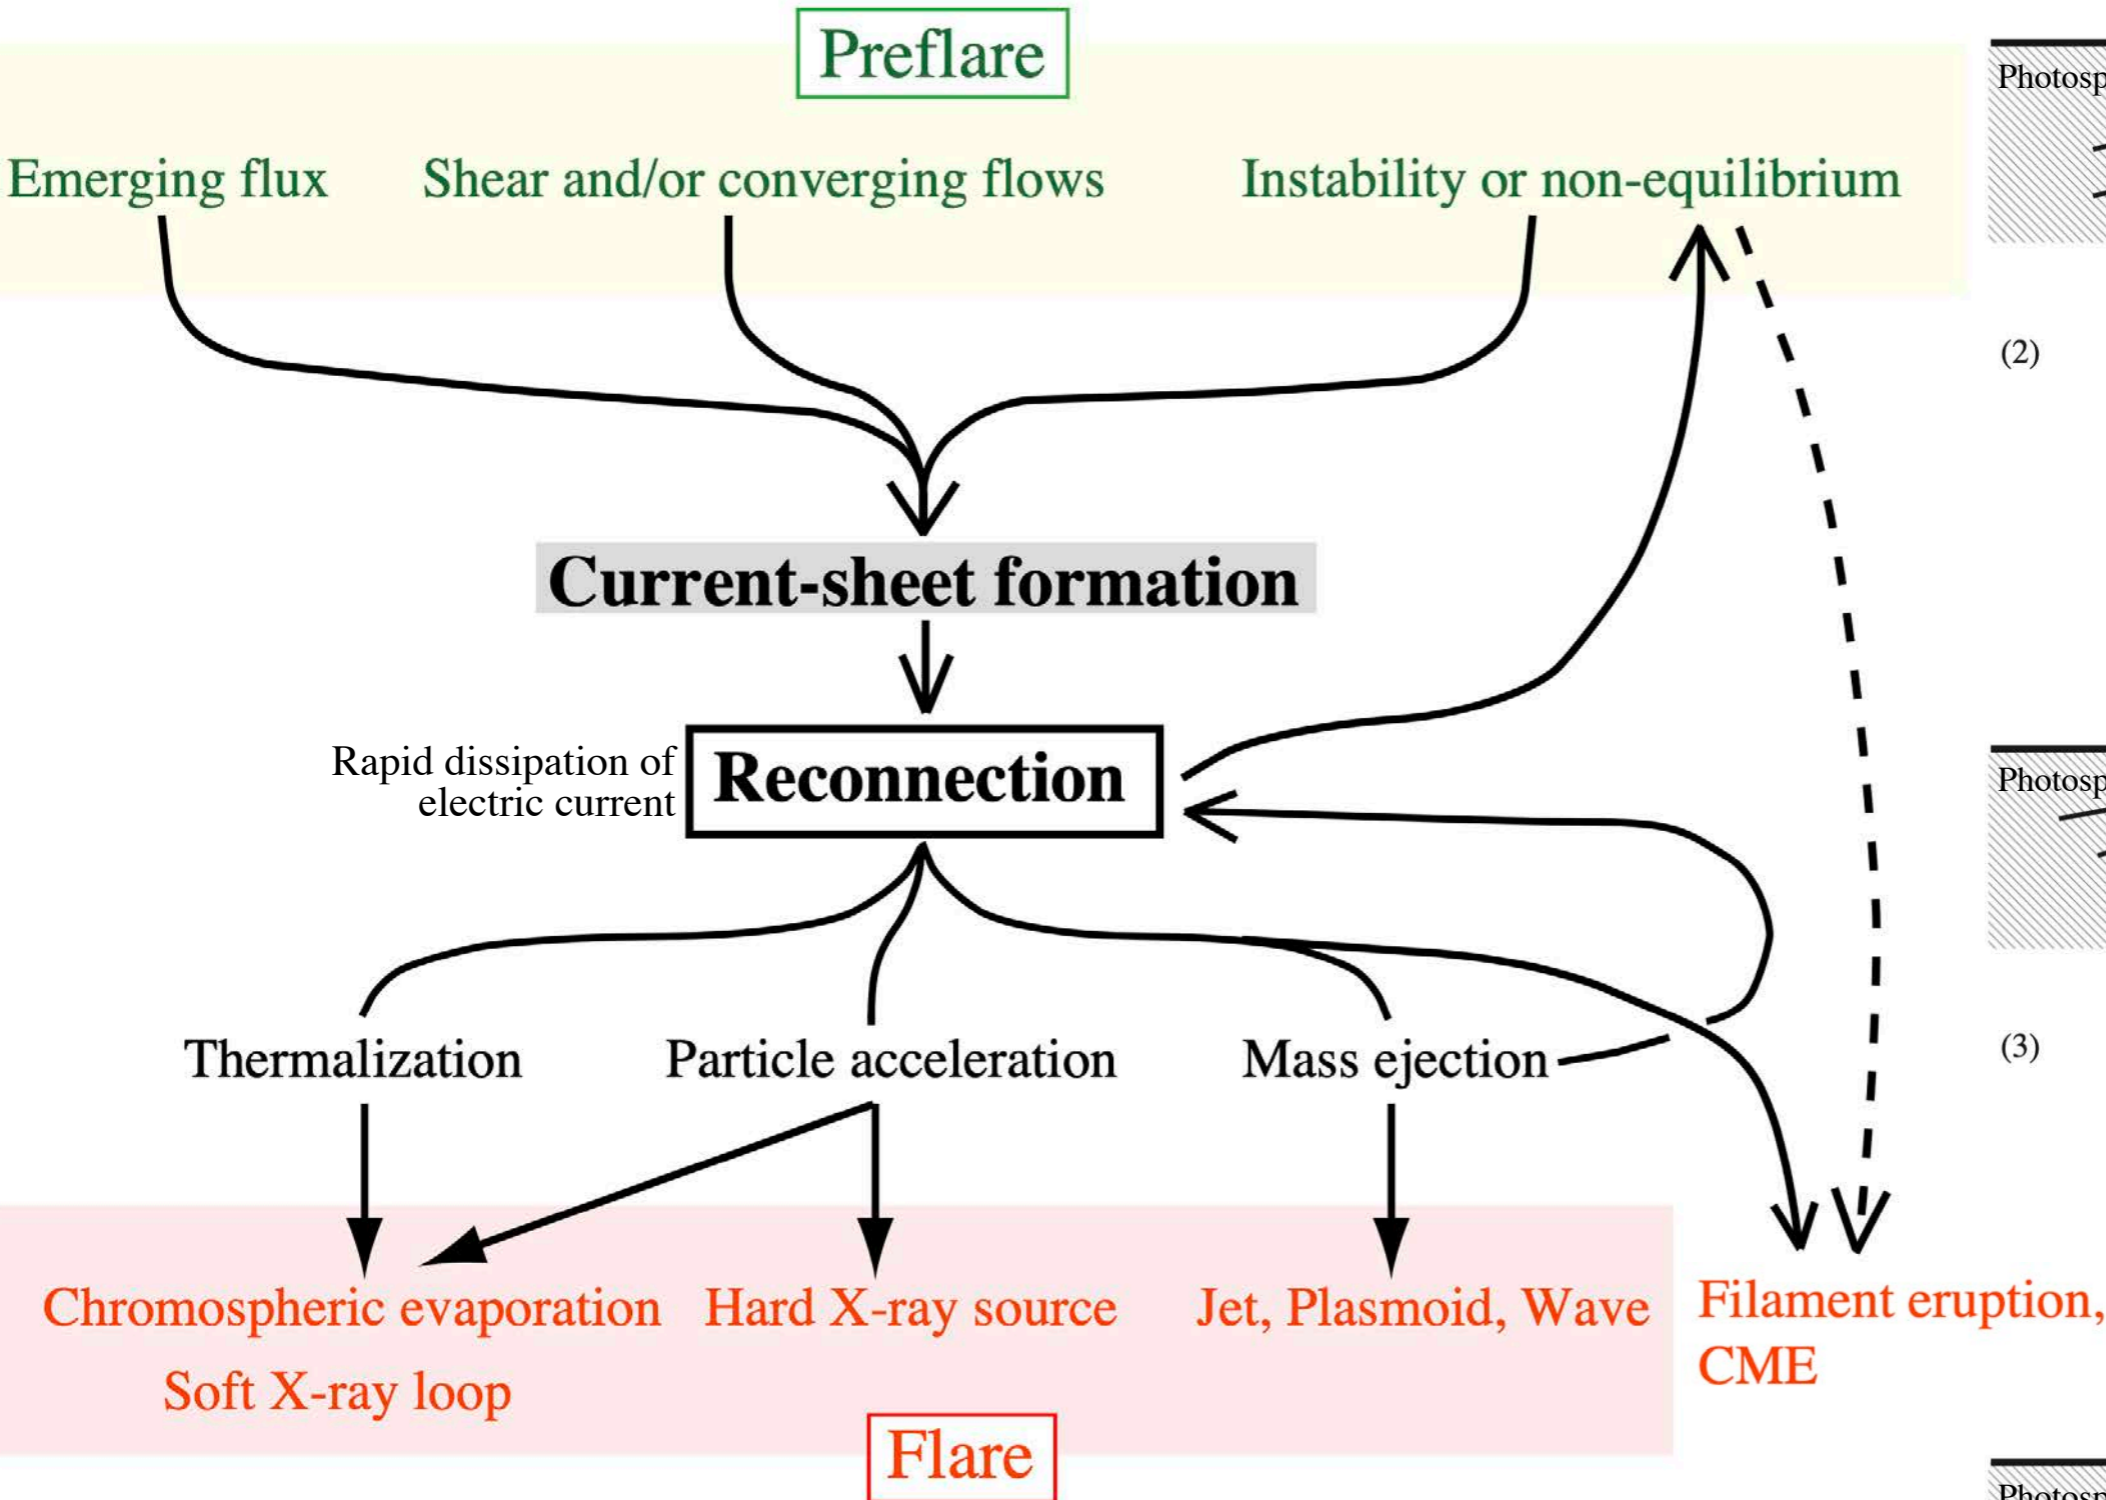 Preflare
Emerging flux
Shear and/or converging flows
Instability or non-equilibrium
Current-sheet formation
Rapid dissipation of
electric current
Reconnection
Thermalization
Particle acceleration
Mass ejection
Chromospheric evaporation
Soft X-ray loop
Hard X-ray source
Jet, Plasmoid, Wave
Filament eruption,
CME
Flare
(2)
(3)